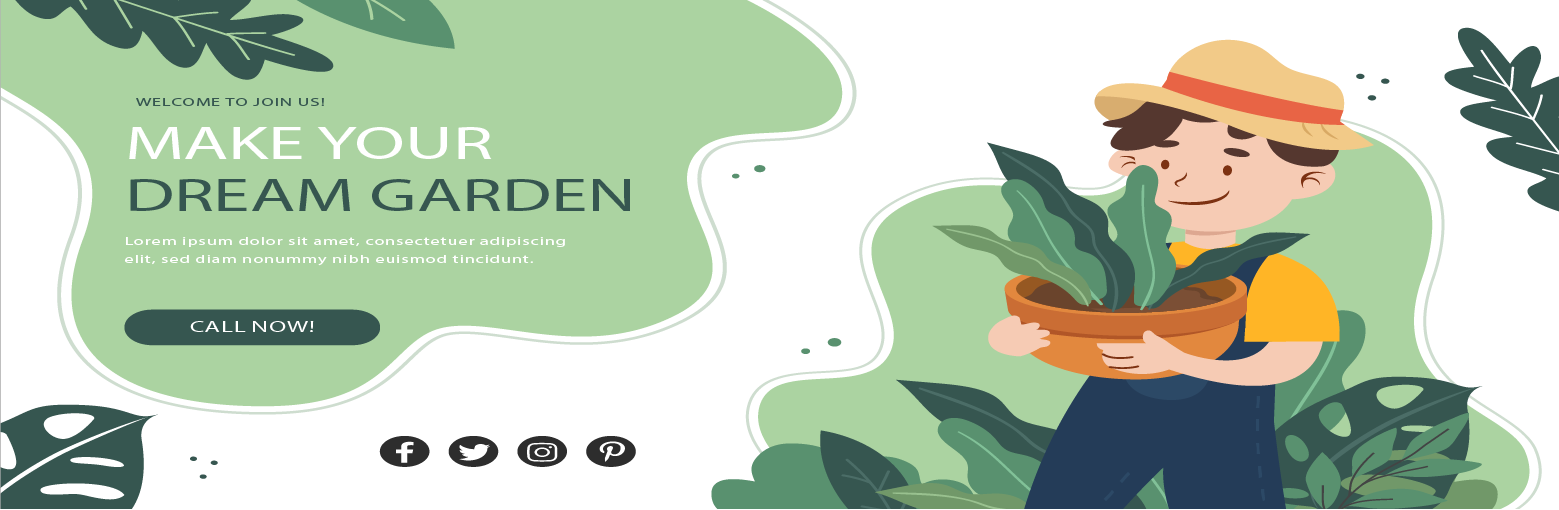 WELCOME TO JOIN US!
MAKE YOUR
DREAM GARDEN
Lorem ipsum dolor sit amet, consectetuer adipiscing
elit, sed diam nonummy nibh euismod tincidunt.
CALL NOW!